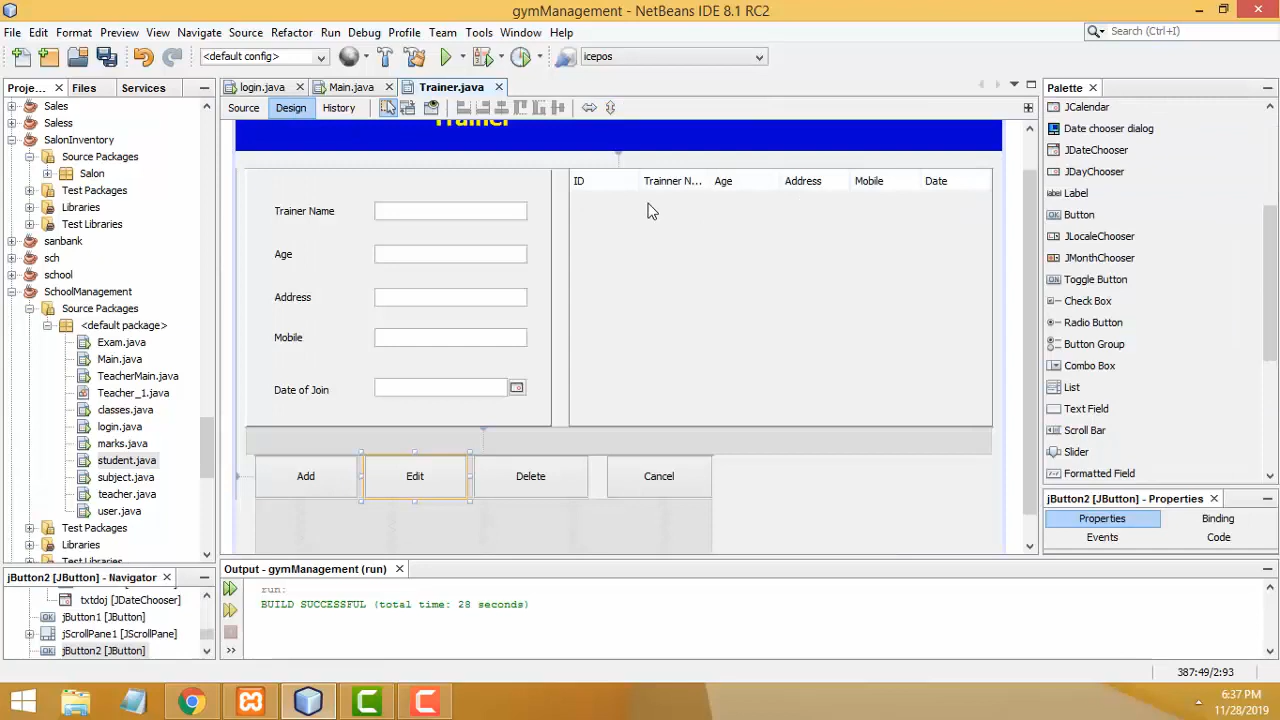 gymManagement - NetBeans IDE 8.1 RC2
File Edit Format Preview View Navigate Source Refactor Run Debug Profile Team Tools Window Help
Search (Ctrl+I)
<default config>
icepos
Proje... Files Services
login.java Main.java Trainer.java
Palette
Source Design History
Sales
Saless
SalonInventory
Source Packages
Salon
Test Packages
Libraries
Test Libraries
sanbank
sch
school
SchoolManagement
Source Packages
<default package>
Exam.java
Main.java
TeacherMain.java
Teacher_1.java
classes.java
login.java
marks.java
student.java
subject.java
teacher.java
user.java
Test Packages
Libraries
Test Libraries
Trainer
ID Trainner N... Age Address Mobile Date
Trainer Name
Age
Address
Mobile
Date of Join
Add Edit Delete Cancel
JCalendar
Date chooser dialog
JDateChooser
JDayChooser
Label
Button
JLocaleChooser
JMonthChooser
Toggle Button
Check Box
Radio Button
Button Group
Combo Box
List
Text Field
Scroll Bar
Slider
Formatted Field
jButton2 [JButton] - Properties
Properties Binding
Events Code
jButton2 [JButton] - Navigator
txtdoj [JDateChooser]
jButton1 [JButton]
jScrollPane1 [JScrollPane]
jButton2 [JButton]
Output - gymManagement (run)
run:
BUILD SUCCESSFUL (total time: 28 seconds)
387:49/2:93
6:37 PM
11/28/2019